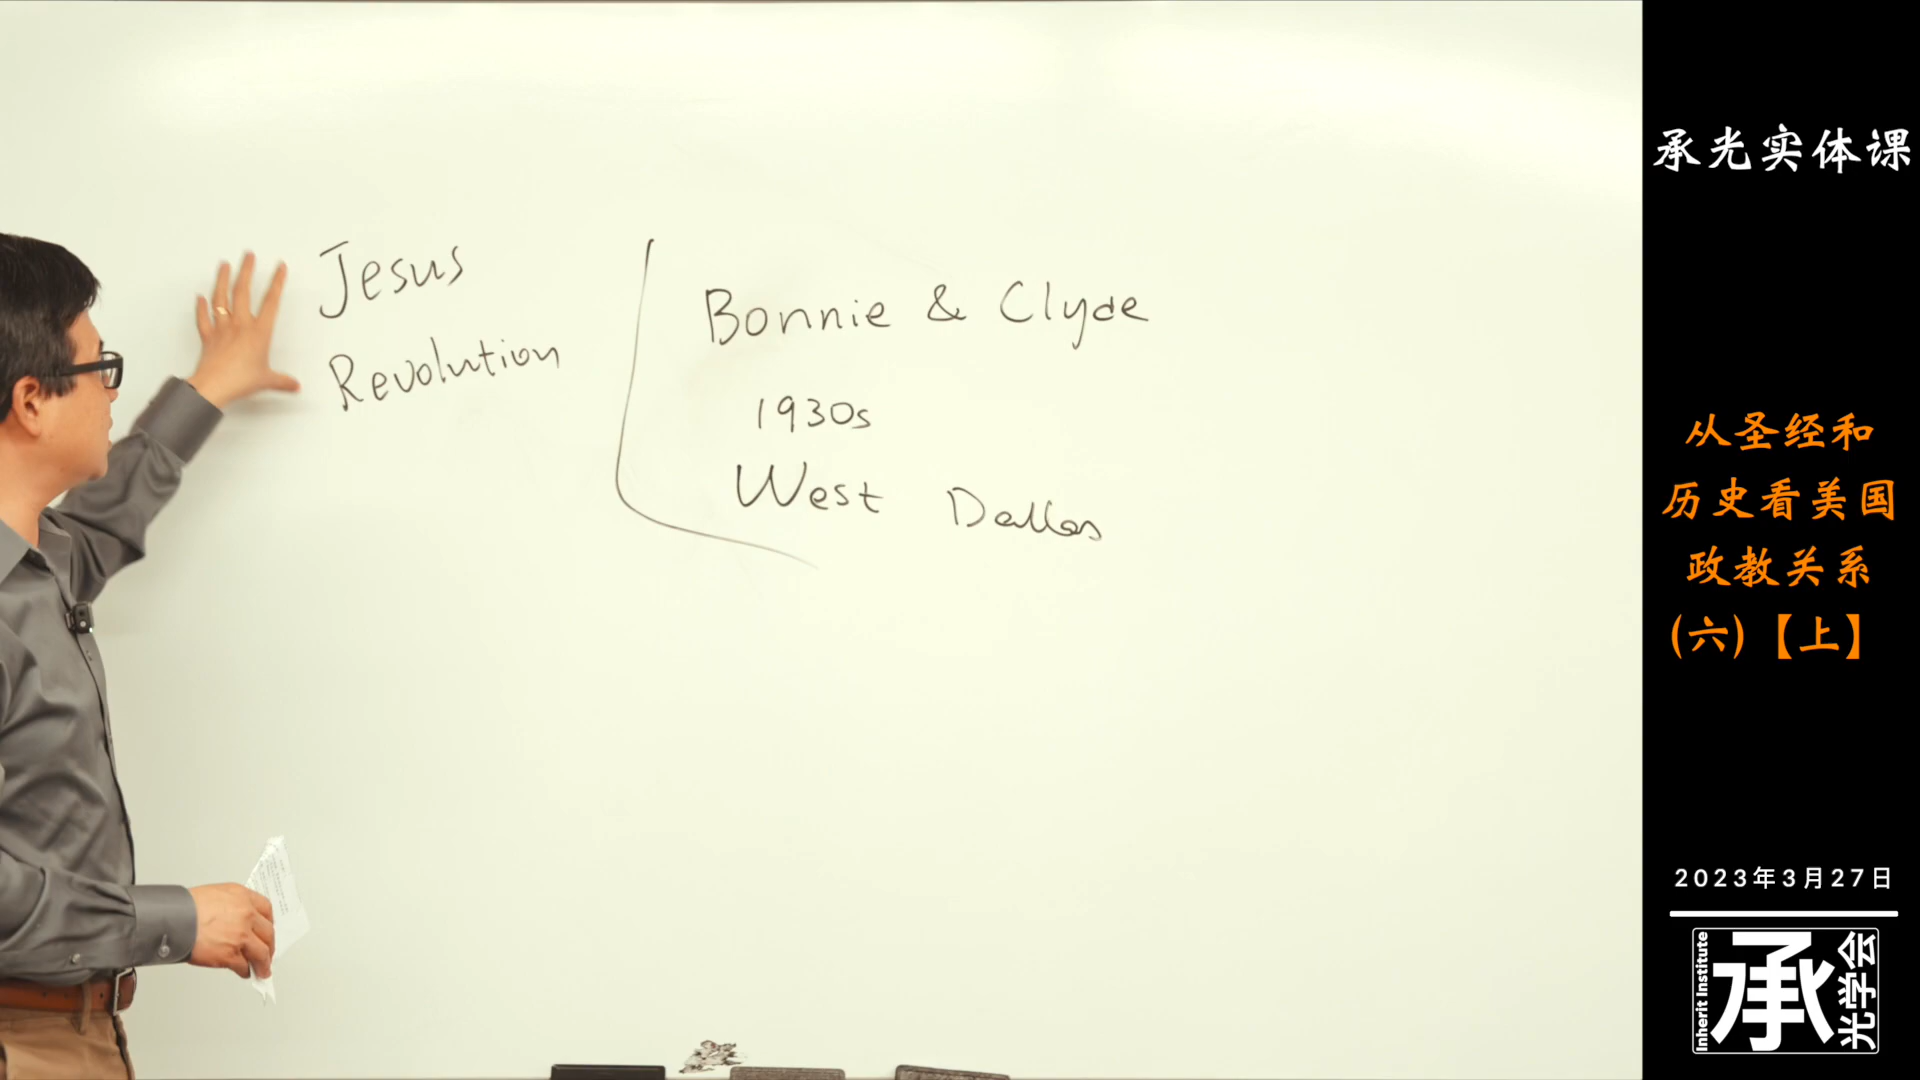 Jesus
Revolution
Bonnie & Clyde
1930s
West Dallas
承光实体课
从圣经和
历史看美国
政教关系
(六)【上】
2023年3月27日
Inherit Institute
承
光学会